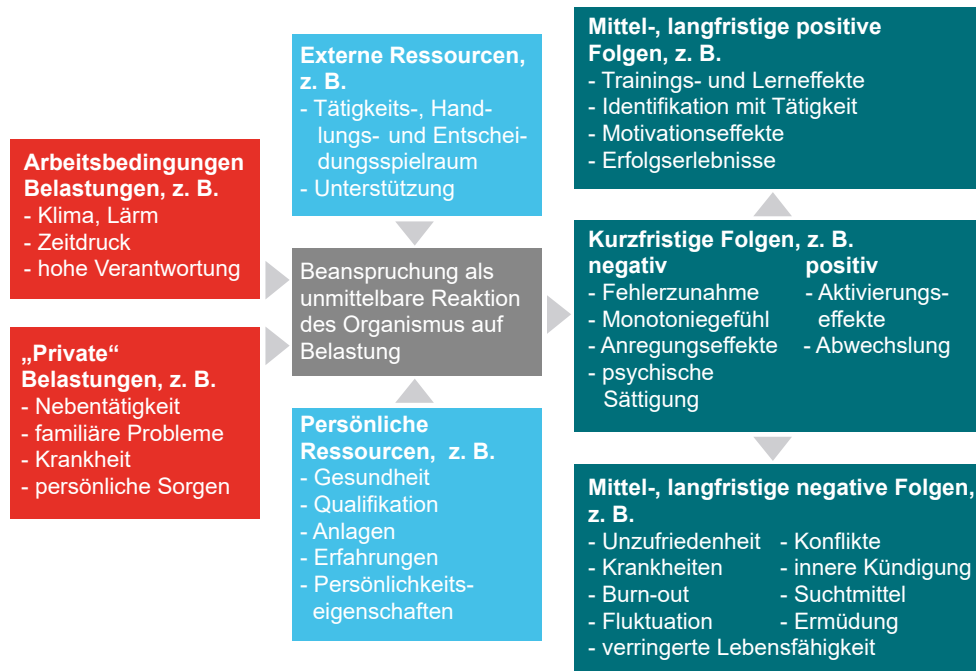 Arbeitsbedingungen
Belastungen, z. B.
- Klima, Lärm
- Zeitdruck
- hohe Verantwortung
„Private“
Belastungen, z. B.
- Nebentätigkeit
- familiäre Probleme
- Krankheit
- persönliche Sorgen
Externe Ressourcen,
z. B.
- Tätigkeits-, Hand-
lungs- und Entschei-
dungsspielraum
- Unterstützung
Beanspruchung als
unmittelbare Reaktion
des Organismus auf
Belastung
Persönliche
Ressourcen, z. B.
- Gesundheit
- Qualifikation
- Anlagen
- Erfahrungen
- Persönlichkeits-
eigenschaften
Mittel-, langfristige positive
Folgen, z. B.
- Trainings- und Lerneffekte
- Identifikation mit Tätigkeit
- Motivationseffekte
- Erfolgserlebnisse
Kurzfristige Folgen, z. B.
negativ
- Fehlerzunahme
- Monotoniegefühl
- Anregungseffekte
- psychische
Sättigung
positiv
- Aktivierungs-
effekte
- Abwechslung
Mittel-, langfristige negative Folgen,
z. B.
- Unzufriedenheit
- Krankheiten
- Burn-out
- Fluktuation
- verringerte Lebensfähigkeit
- Konflikte
- innere Kündigung
- Suchtmittel
- Ermüdung